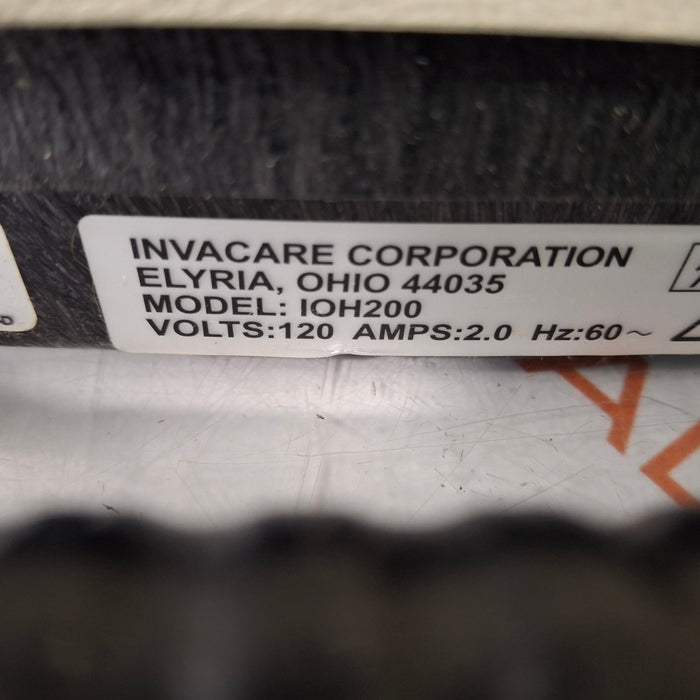 INVACARE CORPORATION
ELYRIA, OHIO 44035
MODEL: IOH200
VOLTS:120 AMPS:2.0 Hz:60~